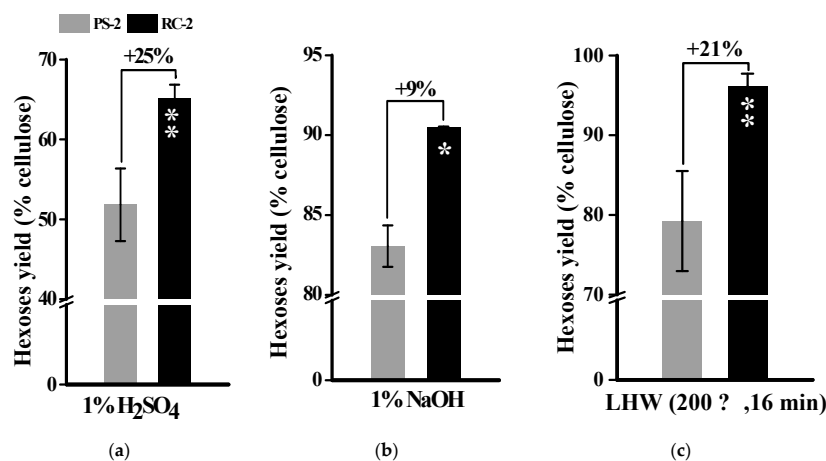 PS-2 RC-2
Hexoses yield (% cellulose)
70
60
50
40
0
+25%
**
1% H2SO4
(a)
Hexoses yield (% cellulose)
95
90
85
80
0
+9%
*
1% NaOH
(b)
Hexoses yield (% cellulose)
100
90
80
70
0
+21%
**
LHW (200 ? ,16 min)
(c)